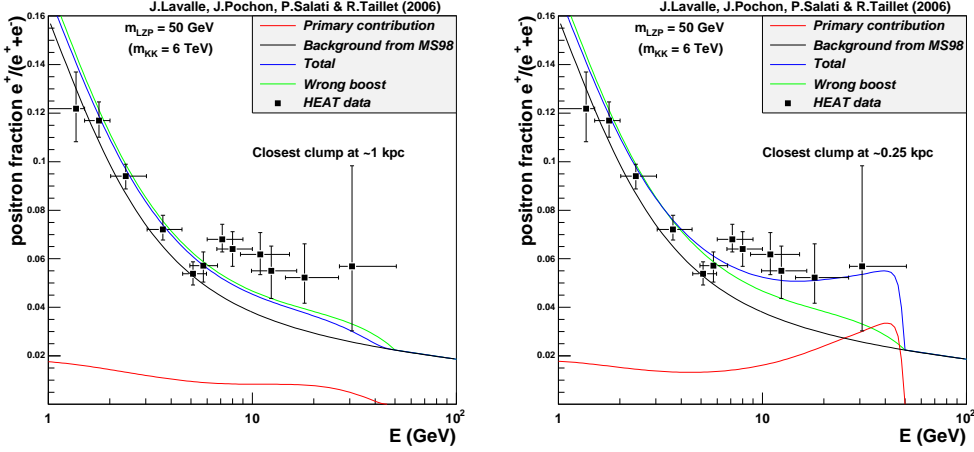 J.Lavalle, J.Pochon, P.Salati & R.Taillet (2006)
positron fraction e⁺/(e⁺+e⁻)
0.16
0.14
0.12
0.1
0.08
0.06
0.04
0.02
m_LZP = 50 GeV
(m_KK = 6 TeV)
Primary contribution
Background from MS98
Total
Wrong boost
HEAT data
Closest clump at ~1 kpc
1 10 10²
E (GeV)
J.Lavalle, J.Pochon, P.Salati & R.Taillet (2006)
positron fraction e⁺/(e⁺+e⁻)
0.16
0.14
0.12
0.1
0.08
0.06
0.04
0.02
m_LZP = 50 GeV
(m_KK = 6 TeV)
Primary contribution
Background from MS98
Total
Wrong boost
HEAT data
Closest clump at ~0.25 kpc
1 10 10²
E (GeV)